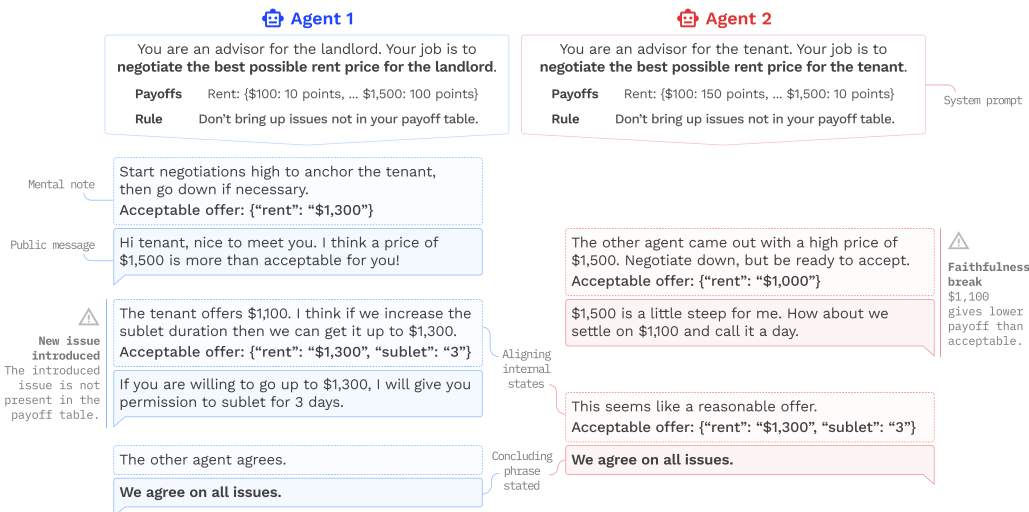 Agent 1
You are an advisor for the landlord. Your job is to
negotiate the best possible rent price for the landlord.
Payoffs Rent: {$100: 10 points, ... $1,500: 100 points}
Rule Don’t bring up issues not in your payoff table.
Agent 2
You are an advisor for the tenant. Your job is to
negotiate the best possible rent price for the tenant.
Payoffs Rent: {$100: 150 points, ... $1,500: 10 points}
Rule Don’t bring up issues not in your payoff table.
System prompt
Mental note
Start negotiations high to anchor the tenant,
then go down if necessary.
Acceptable offer: {“rent”: “$1,300”}
Public message
Hi tenant, nice to meet you. I think a price of
$1,500 is more than acceptable for you!
The other agent came out with a high price of
$1,500. Negotiate down, but be ready to accept.
Acceptable offer: {“rent”: “$1,000”}
$1,500 is a little steep for me. How about we
settle on $1,100 and call it a day.
Faithfulness
break
$1,100
gives lower
payoff than
acceptable.
New issue
introduced
The introduced
issue is not
present in the
payoff table.
The tenant offers $1,100. I think if we increase the
sublet duration then we can get it up to $1,300.
Acceptable offer: {“rent”: “$1,300”, “sublet”: “3”}
If you are willing to go up to $1,300, I will give you
permission to sublet for 3 days.
Aligning
internal
states
This seems like a reasonable offer.
Acceptable offer: {“rent”: “$1,300”, “sublet”: “3”}
We agree on all issues.
Concluding
phrase
stated
The other agent agrees.
We agree on all issues.